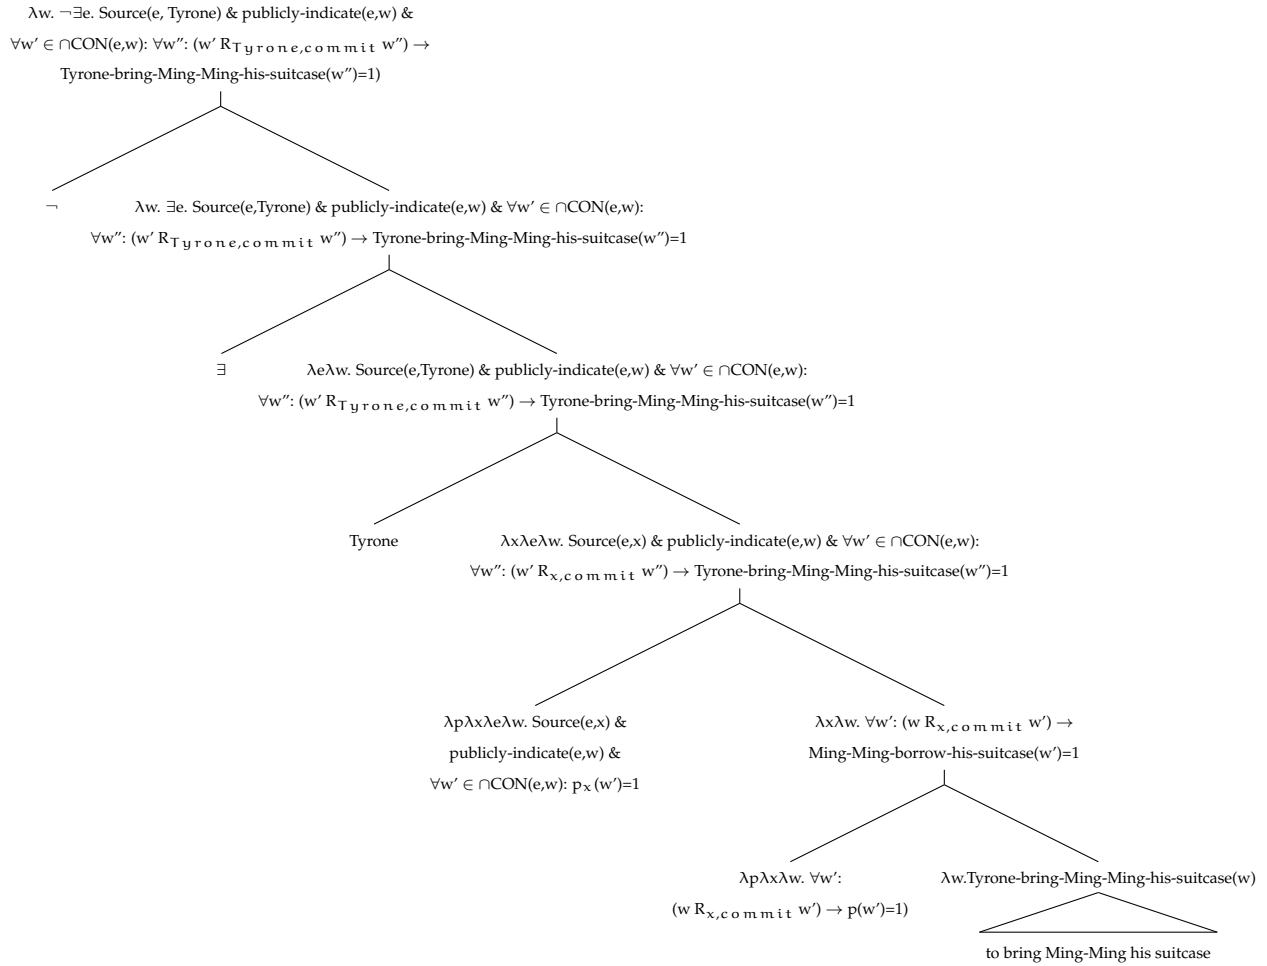 λw. ¬∃e. Source(e, Tyrone) & publicly-indicate(e,w) &
∀w' ∈ ∩CON(e,w): ∀w": (w' R_Tyrone,commit w") →
Tyrone-bring-Ming-Ming-his-suitcase(w")=1)
¬
λw. ∃e. Source(e,Tyrone) & publicly-indicate(e,w) & ∀w' ∈ ∩CON(e,w):
∀w": (w' R_Tyrone,commit w") → Tyrone-bring-Ming-Ming-his-suitcase(w")=1
∃
λeλw. Source(e,Tyrone) & publicly-indicate(e,w) & ∀w' ∈ ∩CON(e,w):
∀w": (w' R_Tyrone,commit w") → Tyrone-bring-Ming-Ming-his-suitcase(w")=1
Tyrone
λxλeλw. Source(e,x) & publicly-indicate(e,w) & ∀w' ∈ ∩CON(e,w):
∀w": (w' R_x,commit w") → Tyrone-bring-Ming-Ming-his-suitcase(w")=1
λpλxλeλw. Source(e,x) &
publicly-indicate(e,w) &
∀w' ∈ ∩CON(e,w): p_x(w')=1
λxλw. ∀w': (w R_x,commit w') →
Ming-Ming-borrow-his-suitcase(w')=1
λpλxλw. ∀w':
(w R_x,commit w') → p(w')=1)
λw.Tyrone-bring-Ming-Ming-his-suitcase(w)
to bring Ming-Ming his suitcase